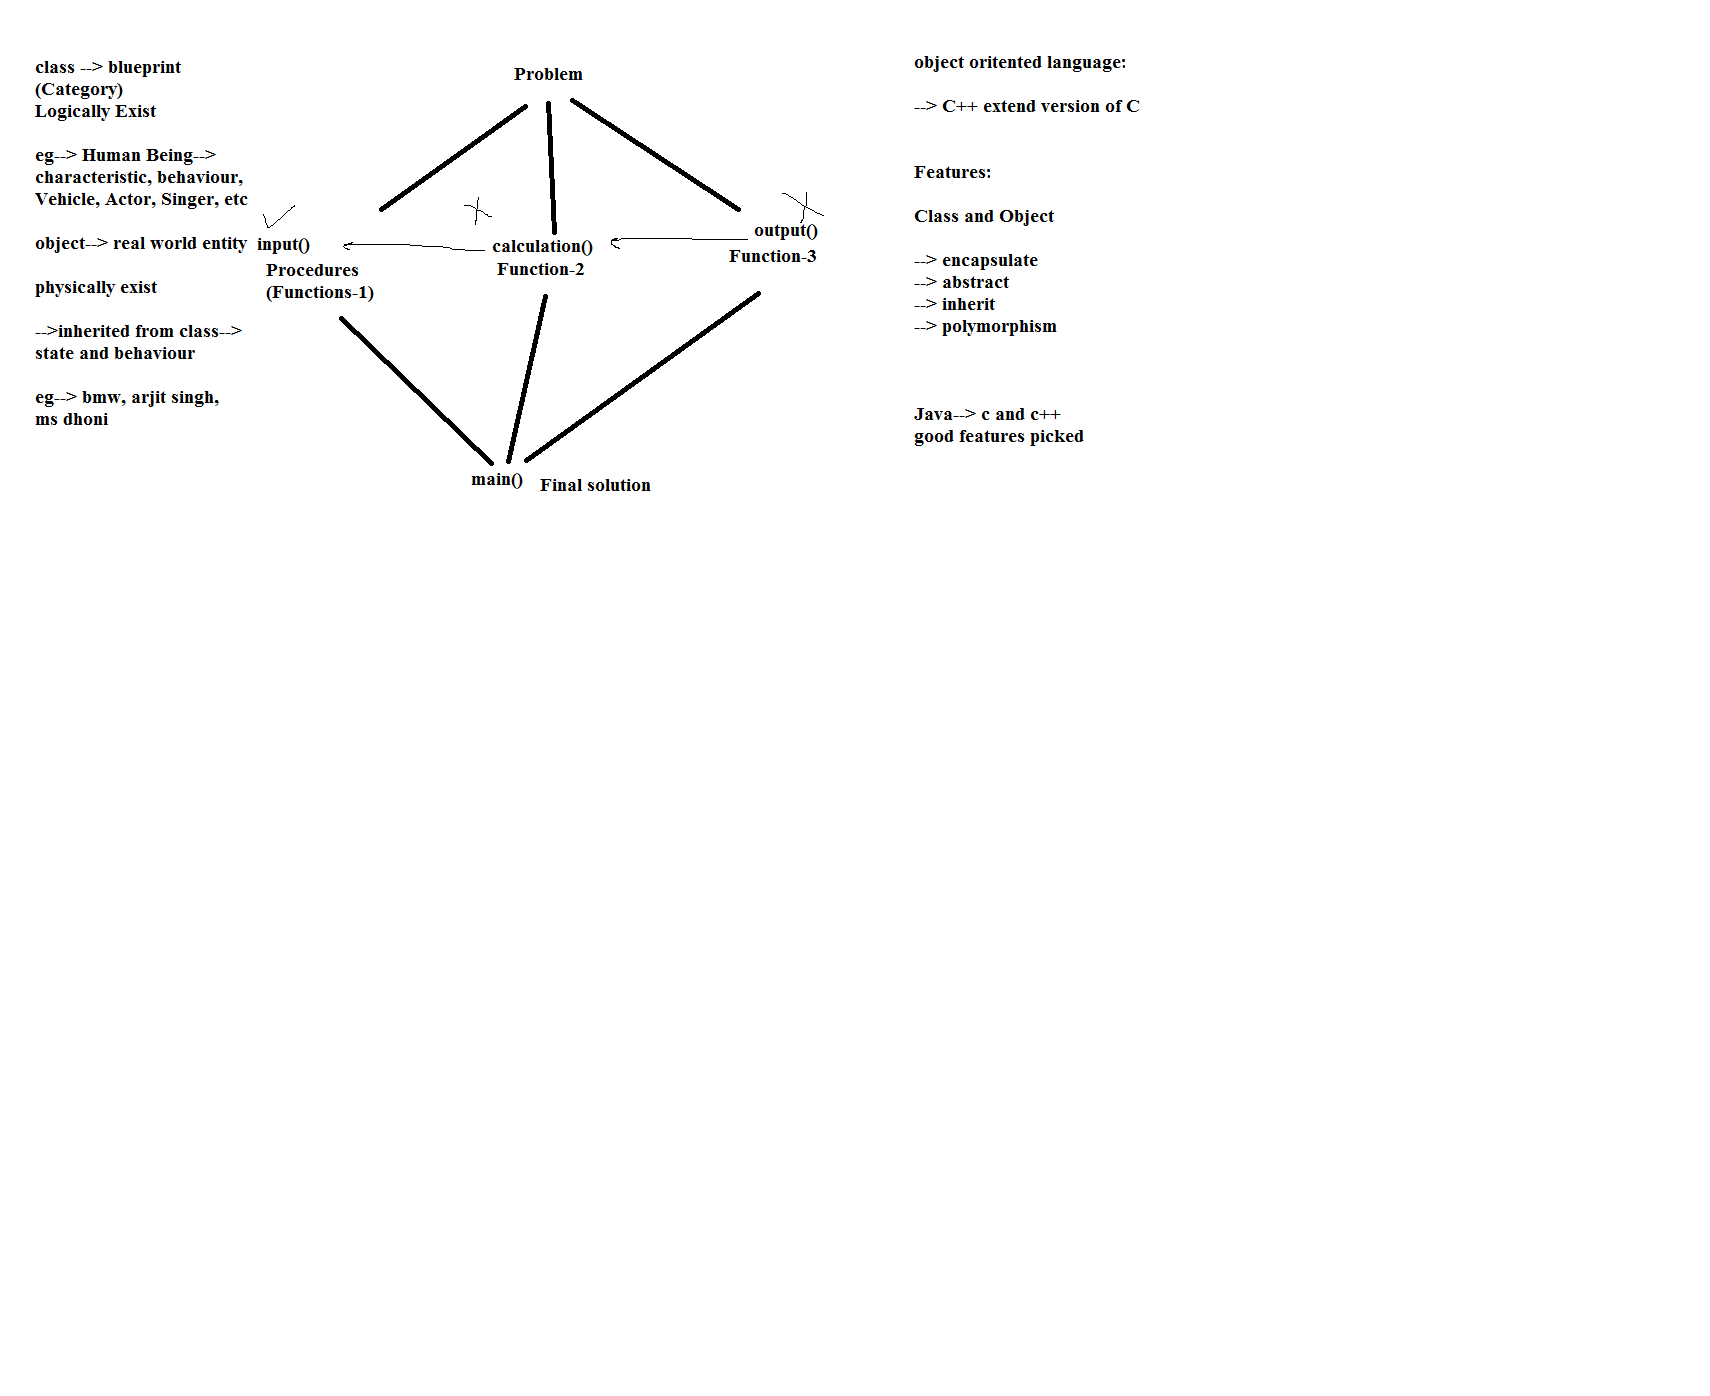 class --> blueprint
(Category)
Logically Exist
eg--> Human Being-->
characteristic, behaviour,
Vehicle, Actor, Singer, etc
object--> real world entity
physically exist
-->inherited from class-->
state and behaviour
eg--> bmw, arjit singh,
ms dhoni
Problem
input()
Procedures
(Functions-1)
calculation()
Function-2
output()
Function-3
main()
Final solution
object oritented language:
--> C++ extend version of C
Features:
Class and Object
--> encapsulate
--> abstract
--> inherit
--> polymorphism
Java--> c and c++
good features picked